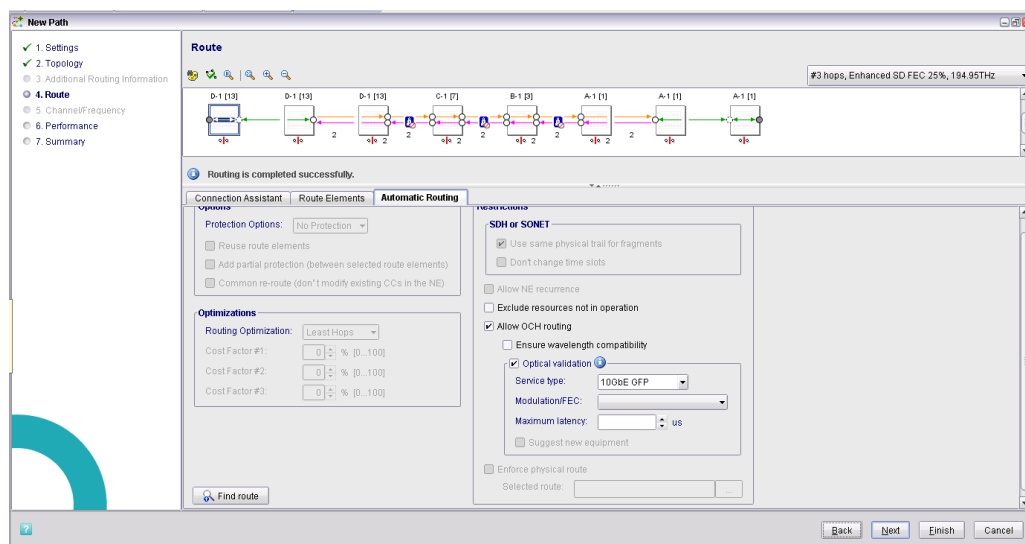 New Path
1. Settings
2. Topology
3. Additional Routing Information
4. Route
5. Channel/Frequency
6. Performance
7. Summary
Route
#3 hops, Enhanced SD FEC 25%, 194.95THz
D-1 [13] D-1 [13] D-1 [13] C-1 [7] B-1 [3] A-1 [1] A-1 [1] A-1 [1]
2 2 2 2 2 2
2 2 2 2
Routing is completed successfully.
Connection Assistant Route Elements Automatic Routing
Options
Protection Options: No Protection
Reuse route elements
Add partial protection (between selected route elements)
Common re-route (don't modify existing CCs in the NE)
Optimizations
Routing Optimization: Least Hops
Cost Factor #1: 0 % [0...100]
Cost Factor #2: 0 % [0...100]
Cost Factor #3: 0 % [0...100]
Find route
Restrictions
SDH or SONET
Use same physical trail for fragments
Don't change time slots
Allow NE recurrence
Exclude resources not in operation
Allow OCH routing
Ensure wavelength compatibility
Optical validation
Service type: 10GbE GFP
Modulation/FEC:
Maximum latency: us
Suggest new equipment
Enforce physical route
Selected route: ...
? Back Next Finish Cancel